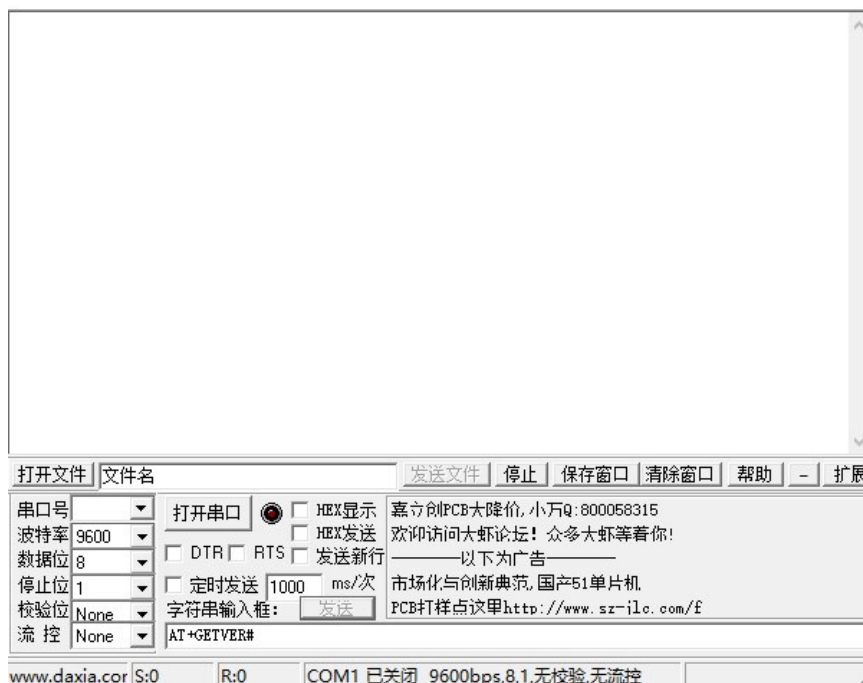 打开文件 文件名 发送文件 停止 保存窗口 清除窗口 帮助 - 扩展
串口号 打开串口 HEX显示 嘉立创PCB大降价,小万Q:800058315
波特率 9600 HEX发送 欢迎访问大虾论坛! 众多大虾等着你!
数据位 8 DTR RTS 发送新行 ————以下为广告————
停止位 1 定时发送 1000 ms/次 市场化与创新典范,国产51单片机
校验位 None 字符串输入框: 发送 PCB打样点这里http://www.sz-jlc.com/f
流 控 None AT+GETVER#
www.daxia.cor S:0 R:0 COM1 已关闭 9600bps,8,1,无校验,无流控